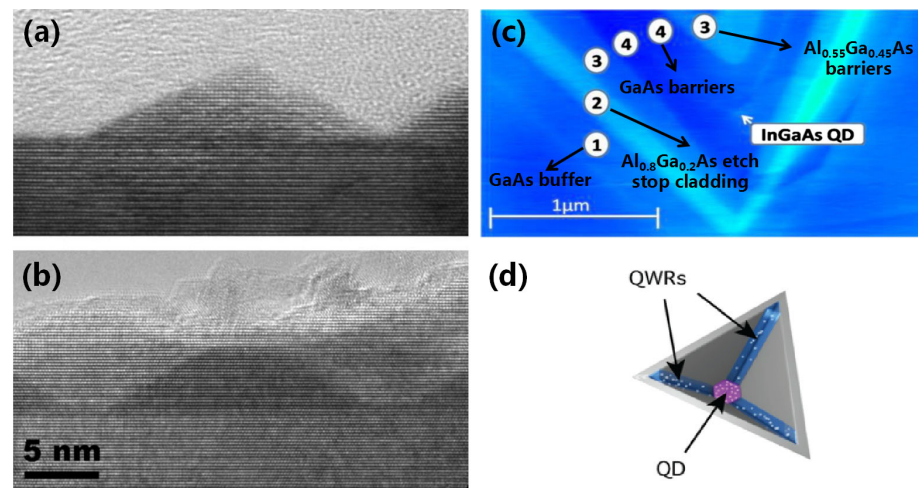 (a)
(b)
5 nm
(c)
3
4
4
3
2
1
Al0.55Ga0.45As
barriers
GaAs barriers
InGaAs QD
Al0.8Ga0.2As etch
stop cladding
GaAs buffer
1μm
(d)
QWRs
QD